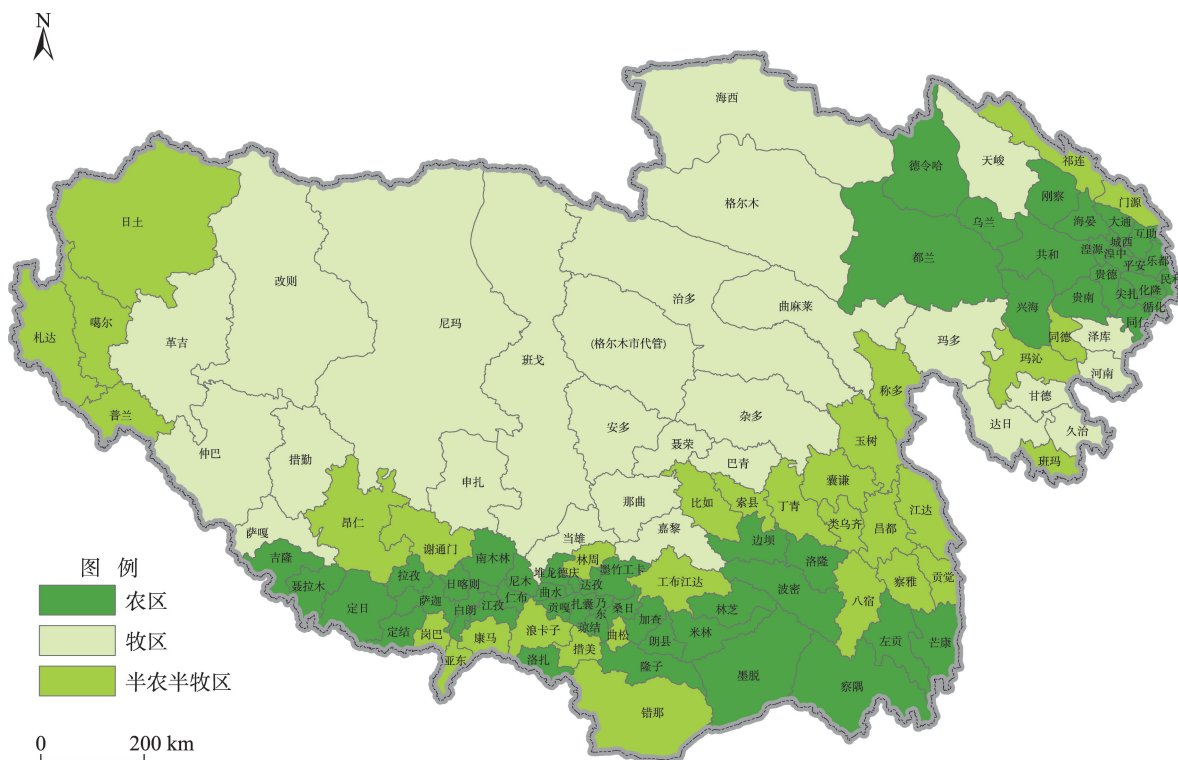 N
海西
德令哈
天峻
祁连
门源
刚察
海晏
大通
互助
乌兰
格尔木
都兰
共和
湟源
城西
湟中
平安
乐都
民和
贵德
化隆
尖扎
循化
贵南
兴海
同仁
同德
泽库
河南
玛沁
玛多
甘德
达日
久治
班玛
日土
改则
札达
噶尔
革吉
普兰
尼玛
班戈
治多
曲麻莱
(格尔木市代管)
称多
杂多
安多
聂荣
巴青
玉树
仲巴
措勤
申扎
那曲
比如
索县
丁青
囊谦
类乌齐
昌都
江达
萨嘎
昂仁
谢通门
当雄
嘉黎
边坝
洛隆
吉隆
聂拉木
拉孜
南木林
日喀则
尼木
堆龙德庆
林周
墨竹工卡
工布江达
波密
八宿
察雅
贡觉
定日
萨迦
白朗
江孜
仁布
曲水
达孜
贡嘎
扎囊
乃东
桑日
加查
林芝
定结
岗巴
康马
浪卡子
琼结
曲松
朗县
米林
左贡
芒康
亚东
洛扎
措美
隆子
墨脱
察隅
错那
图 例
农区
牧区
半农半牧区
0 200 km